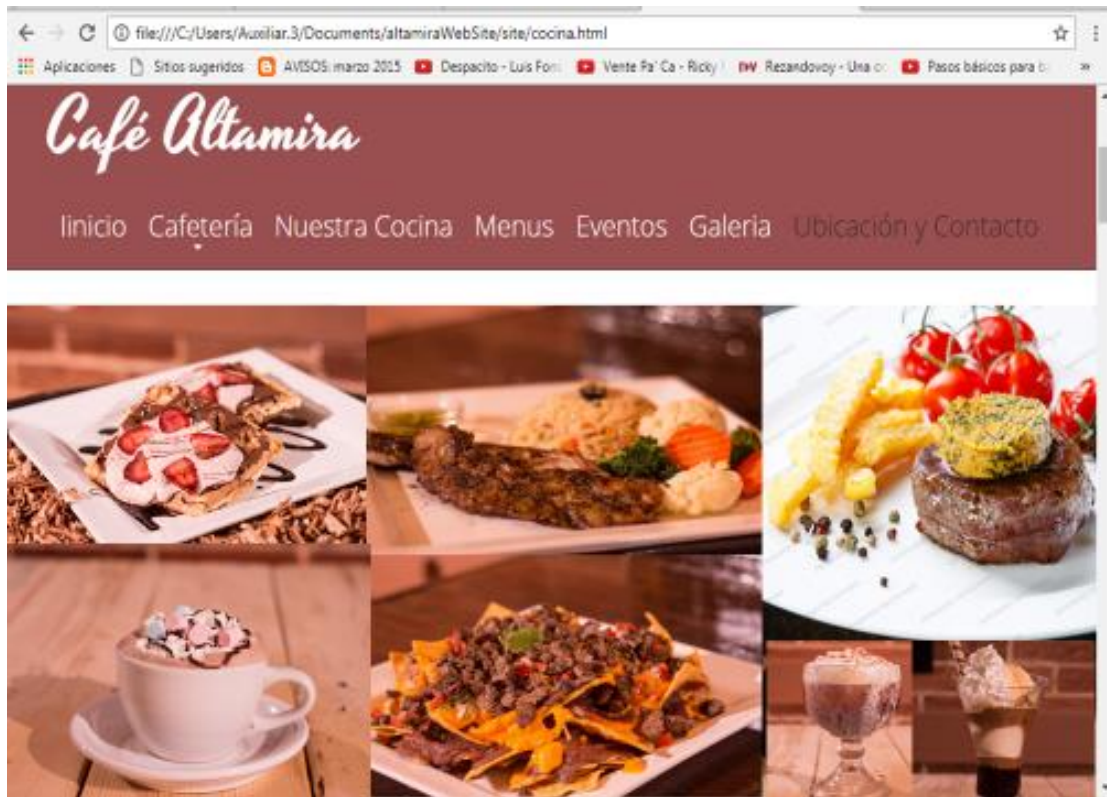 file:///C:/Users/Auxiliar.3/Documents/altamiraWebSite/site/cocina.html
Aplicaciones Sitios sugeridos AVISOS: marzo 2015 Despacito - Luis Fons Vente Pa' Ca - Ricky Rezandovoy - Una Pasos básicos para
Café Altamira
Iinicio Cafetería Nuestra Cocina Menus Eventos Galeria Ubicación y Contacto